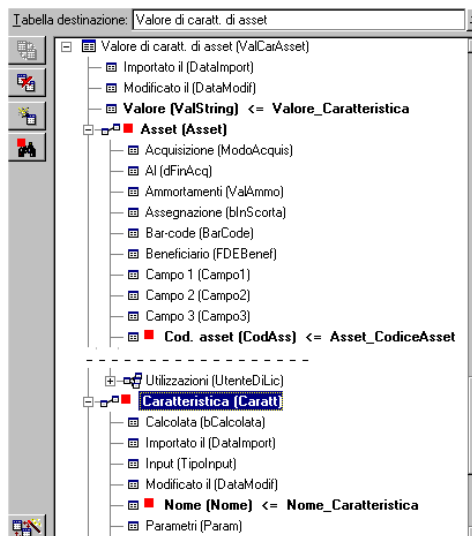 Tabella destinazione: Valore di caratt. di asset
Valore di caratt. di asset (ValCarAsset)
Importato il (DataImport)
Modificato il (DataModif)
Valore (ValString) <= Valore_Caratteristica
Asset (Asset)
Acquisizione (ModoAcquis)
Al (dFinAcq)
Ammortamenti (ValAmmo)
Assegnazione (bInScorta)
Bar-code (BarCode)
Beneficiario (FDEBenef)
Campo 1 (Campo1)
Campo 2 (Campo2)
Campo 3 (Campo3)
Cod. asset (CodAss) <= Asset_CodiceAsset
Utilizzazioni (UtenteDiLic)
Caratteristica (Caratt)
Calcolata (bCalcolata)
Importato il (DataImport)
Input (TipoInput)
Modificato il (DataModif)
Nome (Nome) <= Nome_Caratteristica
Parametri (Param)